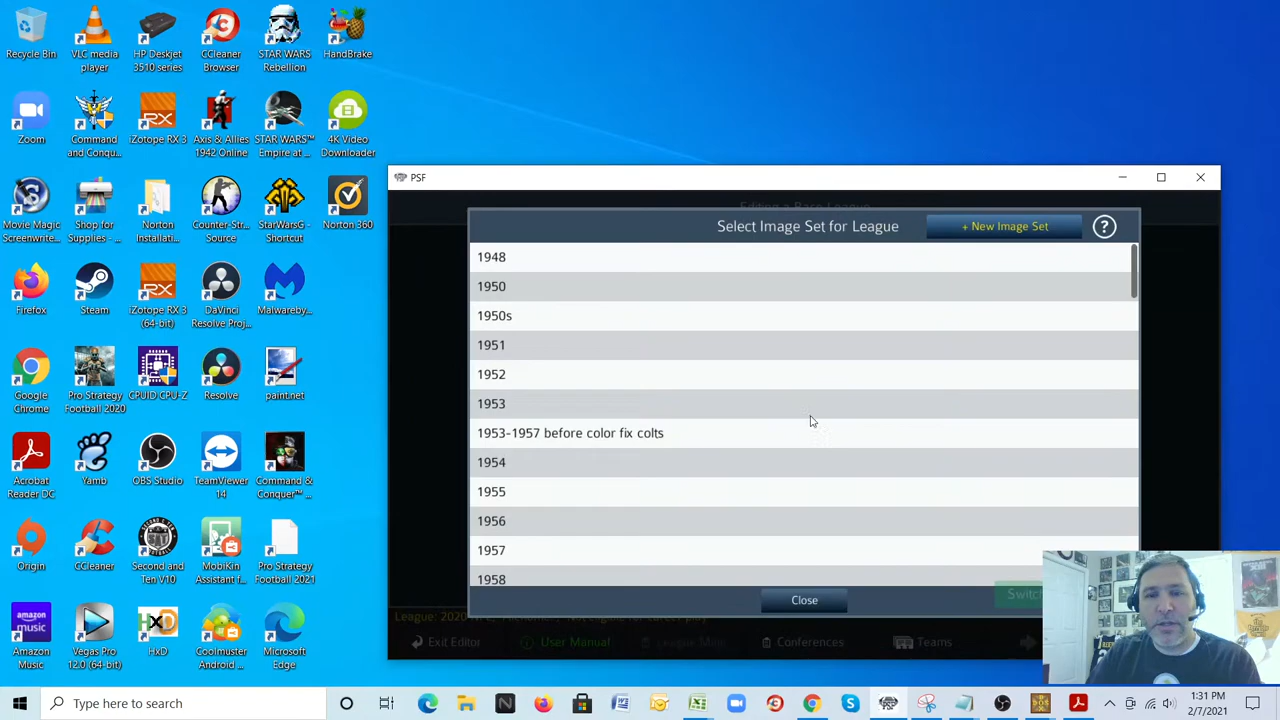 Recycle Bin
VLC media
player
HP Deskjet
3510 series
CCleaner
Browser
STAR WARS
Rebellion
HandBrake
Zoom
Command
and Conqu...
iZotope RX 3
Axis & Allies
1942 Online
STAR WARS™
Empire at ...
4K Video
Downloader
Movie Magic
Screenwrite...
Shop for
Supplies - ...
Norton
Installati...
Counter-Str...
Source
StarWarsG -
Shortcut
Norton 360
Firefox
Steam
iZotope RX 3
(64-bit)
DaVinci
Resolve Proj...
Malwareby...
Google
Chrome
Pro Strategy
Football 2020
CPUID CPU-Z
Resolve
paint.net
Acrobat
Reader DC
Yamb
OBS Studio
TeamViewer
14
Command &
Conquer™ ...
Origin
CCleaner
Second and
Ten V10
MobiKin
Assistant f...
Pro Strategy
Football 2021
Amazon
Music
Vegas Pro
12.0 (64-bit)
HxD
Coolmuster
Android ...
Microsoft
Edge
PSF
Select Image Set for League
+ New Image Set
?
1948
1950
1950s
1951
1952
1953
1953-1957 before color fix colts
1954
1955
1956
1957
1958
Close
Switch
League: 2020
Exit Editor
User Manual
Conferences
Teams
Type here to search
1:31 PM
2/7/2021